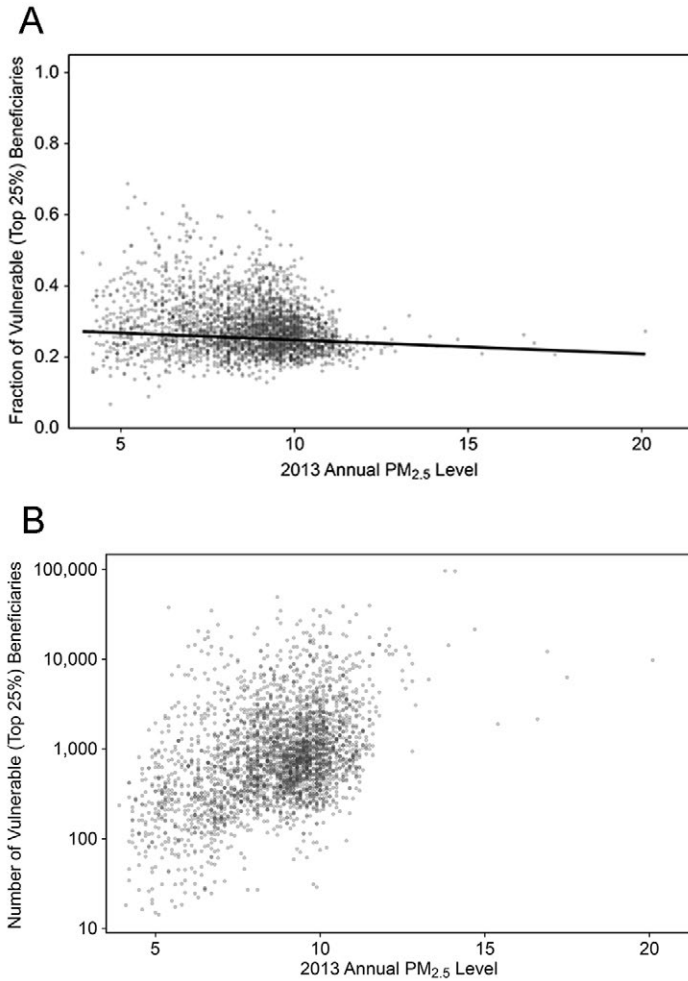 A
Fraction of Vulnerable (Top 25%) Beneficiaries
1.0
0.8
0.6
0.4
0.2
0.0
5 10 15 20
2013 Annual PM2.5 Level
B
Number of Vulnerable (Top 25%) Beneficiaries
100,000
10,000
1,000
100
10
5 10 15 20
2013 Annual PM2.5 Level